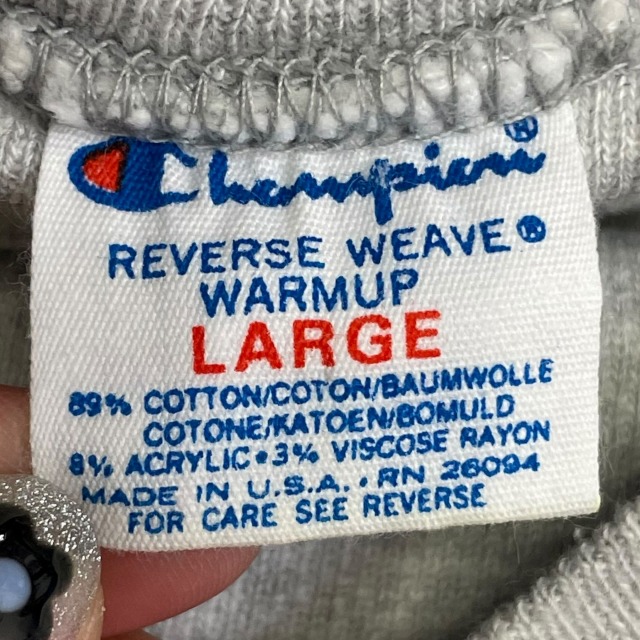 Champion®
REVERSE WEAVE®
WARMUP
LARGE
89% COTTON/COTON/BAUMWOLLE
COTONE/KATOEN/BOMULD
8% ACRYLIC•3% VISCOSE RAYON
MADE IN U.S.A. • RN 26094
FOR CARE SEE REVERSE